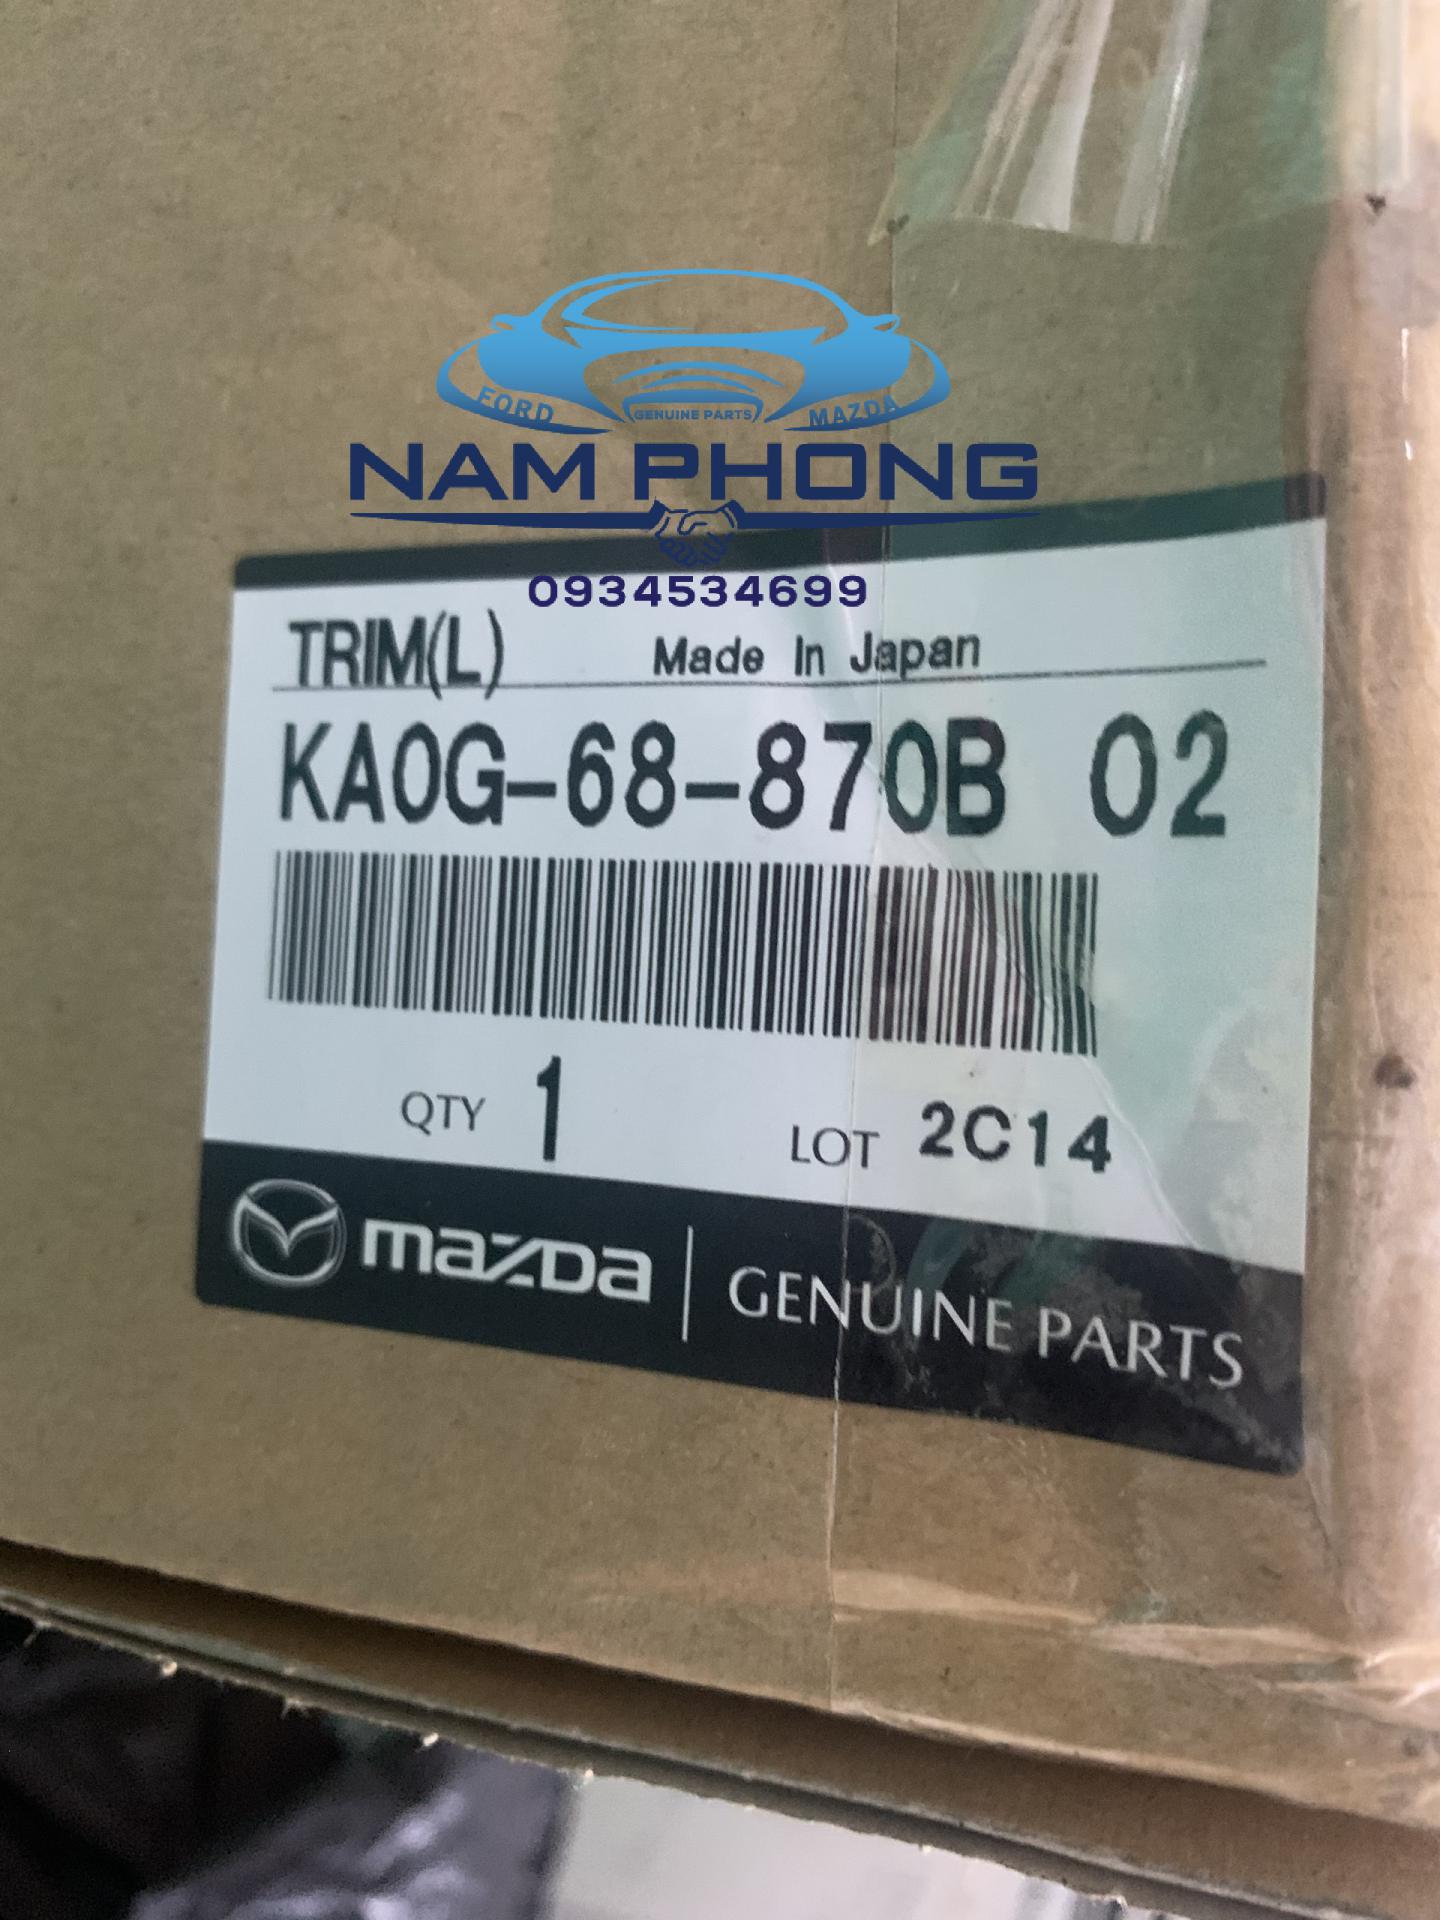 FORD GENUINE PARTS MAZDA
NAM PHONG
0934534699
TRIM(L) Made In Japan
KA0G-68-870B 02
QTY 1 LOT 2C14
mazda GENUINE PARTS